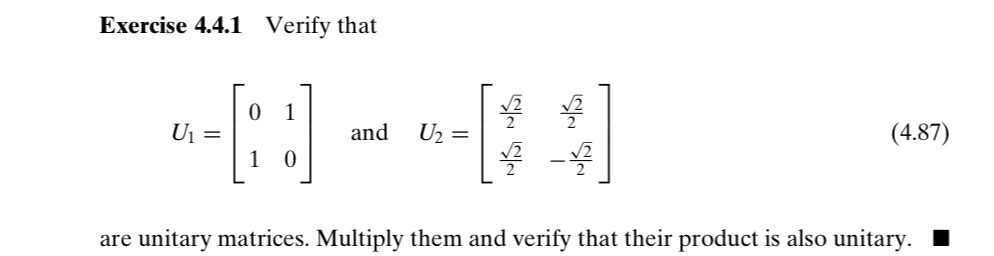 Exercise 4.4.1 Verify that
U₁ = [0 1; 1 0] and U₂ = [√2/2 √2/2; √2/2 −√2/2] (4.87)
are unitary matrices. Multiply them and verify that their product is also unitary. ■